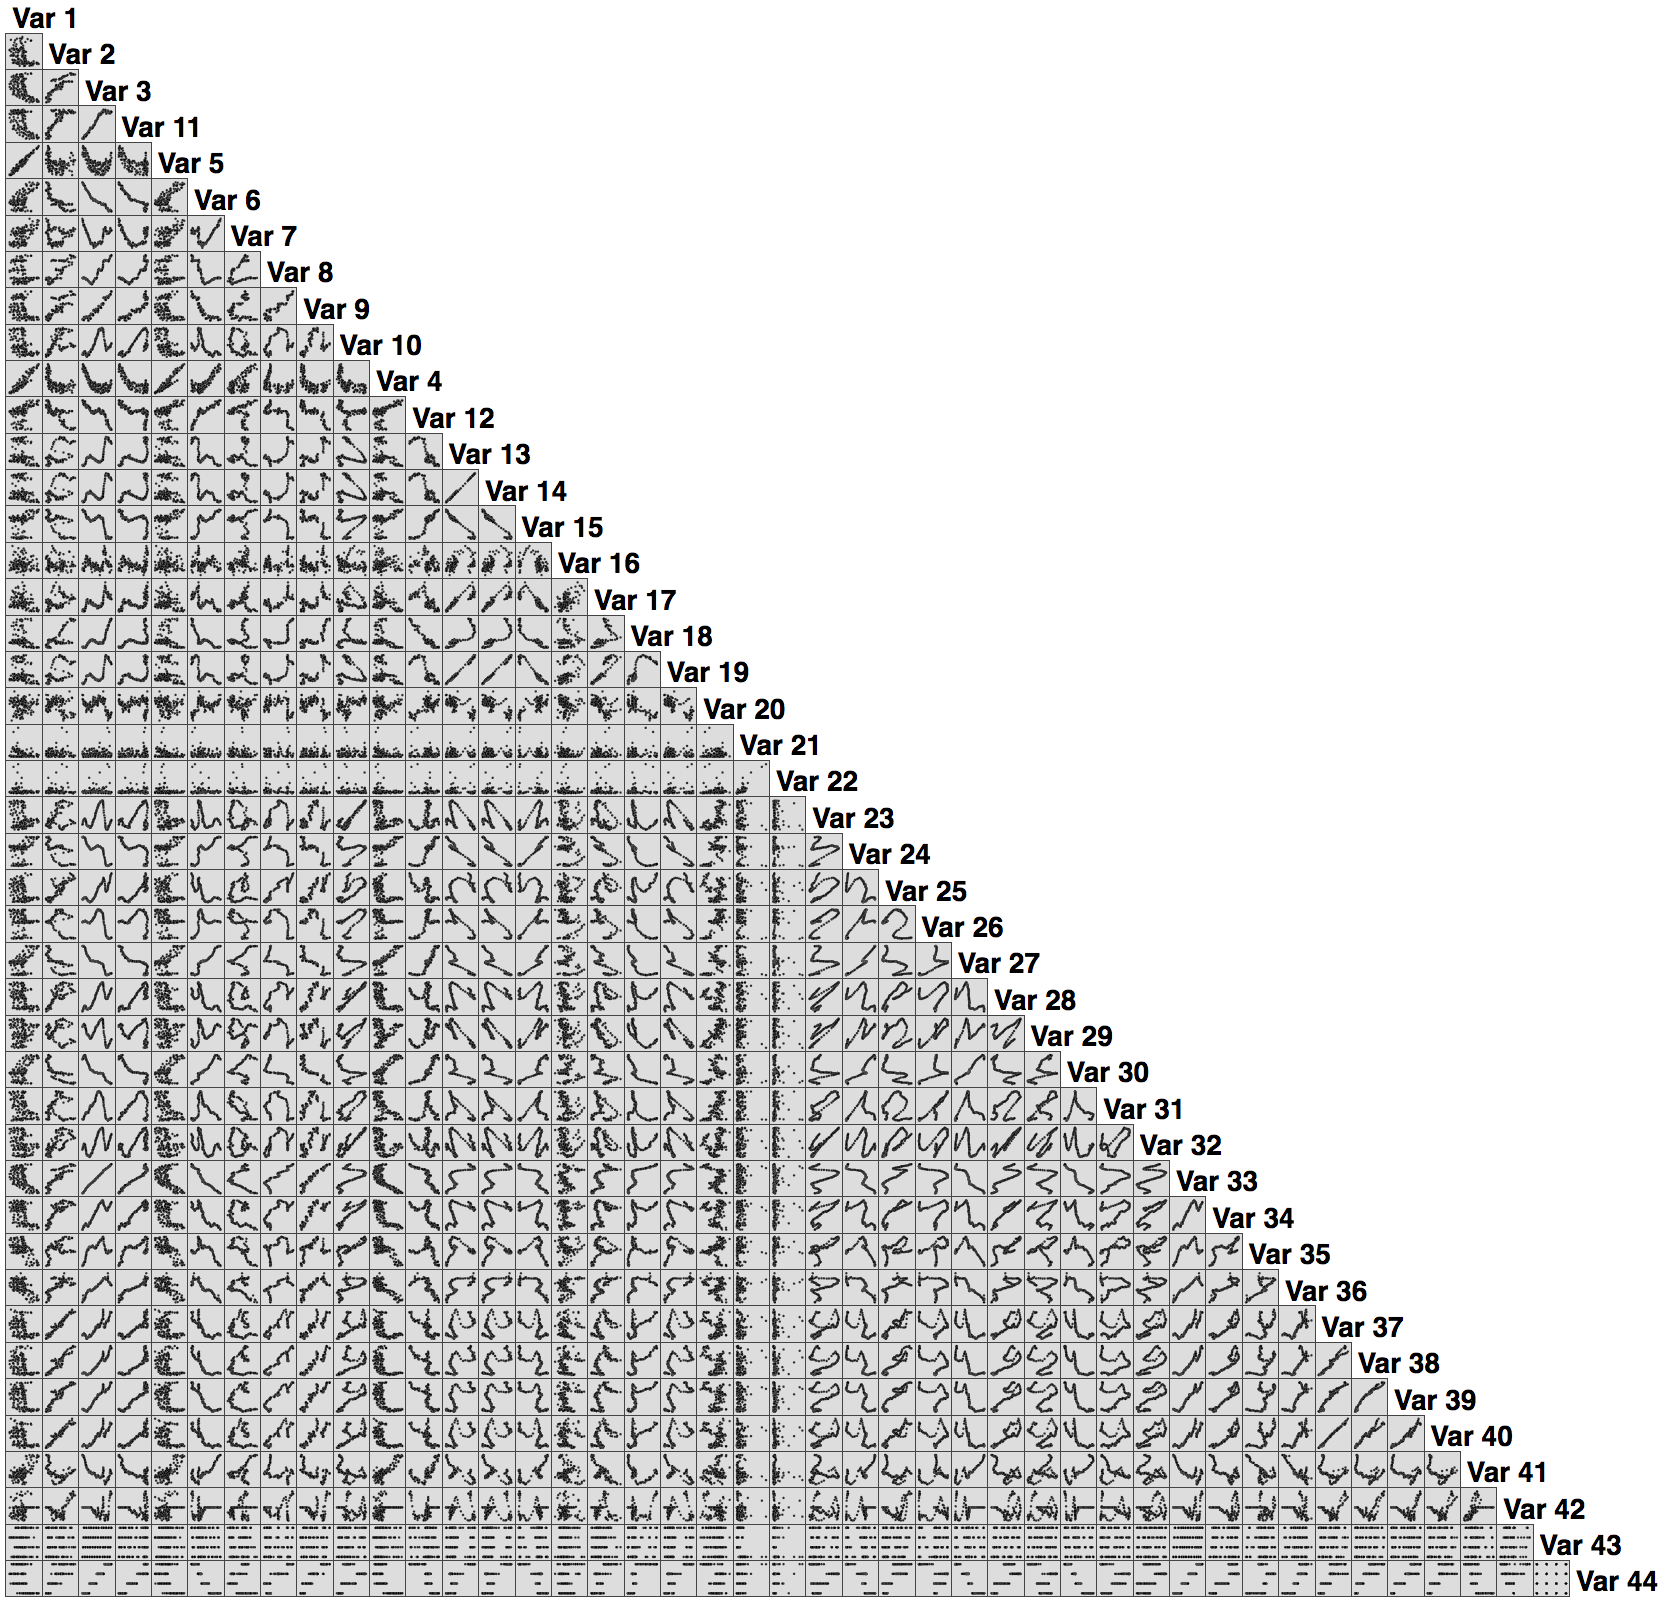 Var 1
Var 2
Var 3
Var 11
Var 5
Var 6
Var 7
Var 8
Var 9
Var 10
Var 4
Var 12
Var 13
Var 14
Var 15
Var 16
Var 17
Var 18
Var 19
Var 20
Var 21
Var 22
Var 23
Var 24
Var 25
Var 26
Var 27
Var 28
Var 29
Var 30
Var 31
Var 32
Var 33
Var 34
Var 35
Var 36
Var 37
Var 38
Var 39
Var 40
Var 41
Var 42
Var 43
Var 44